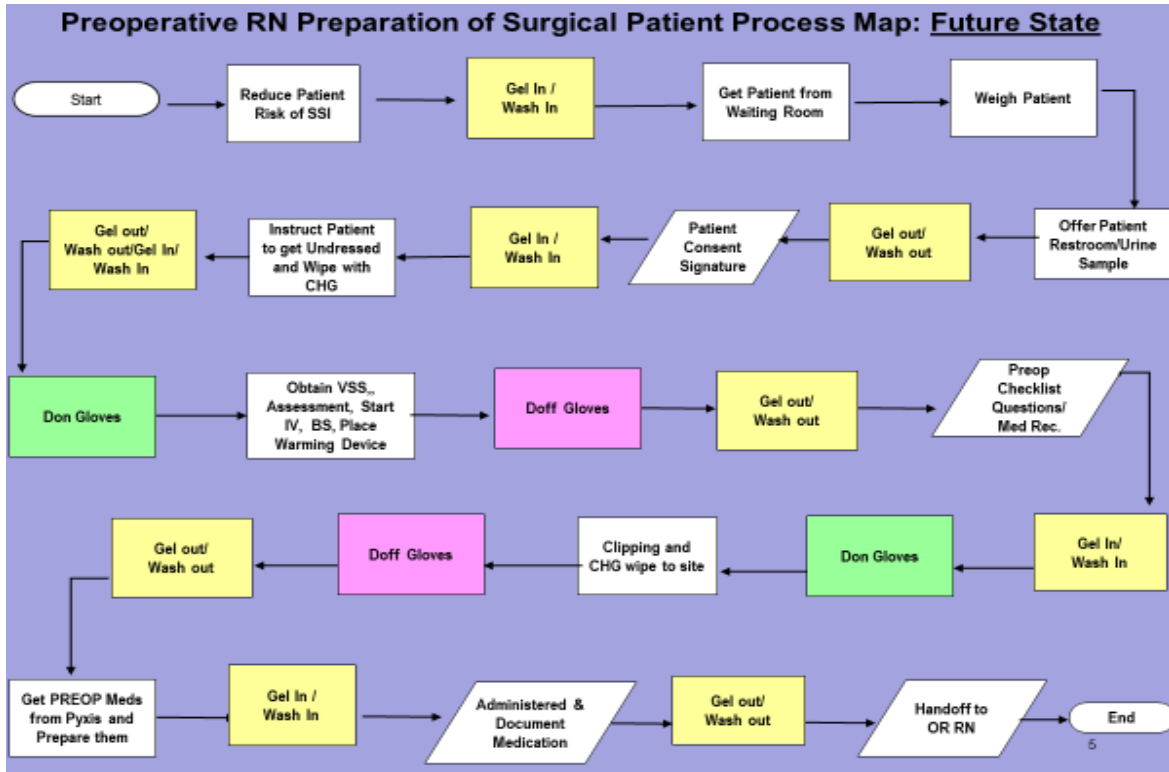 Preoperative RN Preparation of Surgical Patient Process Map: Future State
Start
Reduce Patient
Risk of SSI
Gel In /
Wash In
Get Patient from
Waiting Room
Weigh Patient
Offer Patient
Restroom/Urine
Sample
Gel out/
Wash out
Patient
Consent
Signature
Gel In /
Wash In
Instruct Patient
to get Undressed
and Wipe with
CHG
Gel out/
Wash out/Gel In/
Wash In
Don Gloves
Obtain VSS,,
Assessment, Start
IV, BS, Place
Warming Device
Doff Gloves
Gel out/
Wash out
Preop
Checklist
Questions/
Med Rec.
Gel In/
Wash In
Don Gloves
Clipping and
CHG wipe to site
Doff Gloves
Gel out/
Wash out
Get PREOP Meds
from Pyxis and
Prepare them
Gel In /
Wash In
Administered &
Document
Medication
Gel out/
Wash out
Handoff to
OR RN
End
5